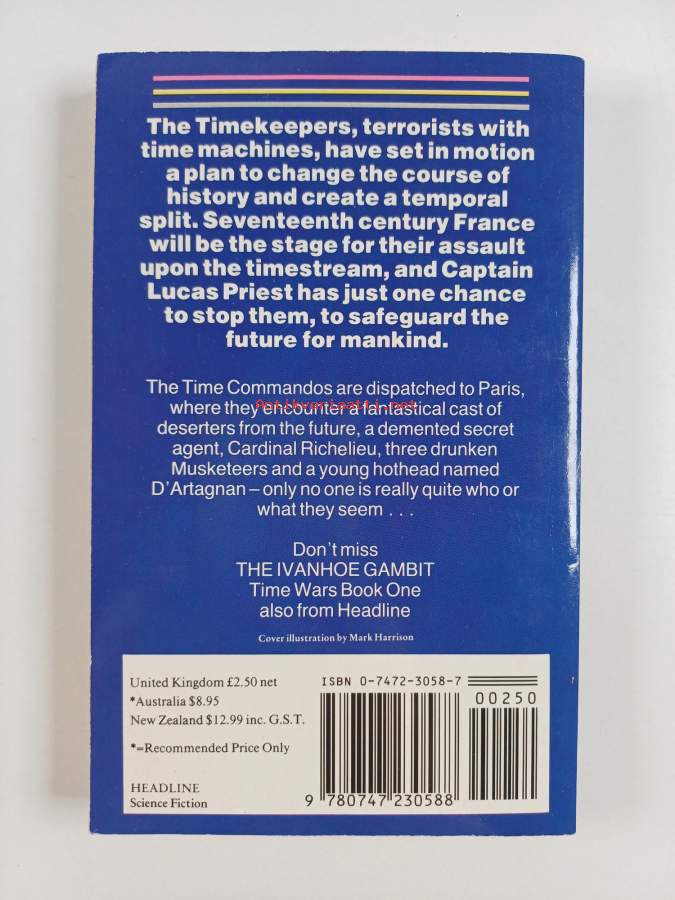 The Timekeepers, terrorists with
time machines, have set in motion
a plan to change the course of
history and create a temporal
split. Seventeenth century France
will be the stage for their assault
upon the timestream, and Captain
Lucas Priest has just one chance
to stop them, to safeguard the
future for mankind.
The Time Commandos are dispatched to Paris,
where they encounter a fantastical cast of
Antikvariaatti.net
deserters from the future, a demented secret
agent, Cardinal Richelieu, three drunken
Musketeers and a young hothead named
D'Artagnan – only no one is really quite who or
what they seem . . .
Don't miss
THE IVANHOE GAMBIT
Time Wars Book One
also from Headline
Cover illustration by Mark Harrison
United Kingdom £2.50 net
*Australia $8.95
New Zealand $12.99 inc. G.S.T.
*=Recommended Price Only
HEADLINE
Science Fiction
ISBN 0-7472-3058-7
00250
9 780747 230588